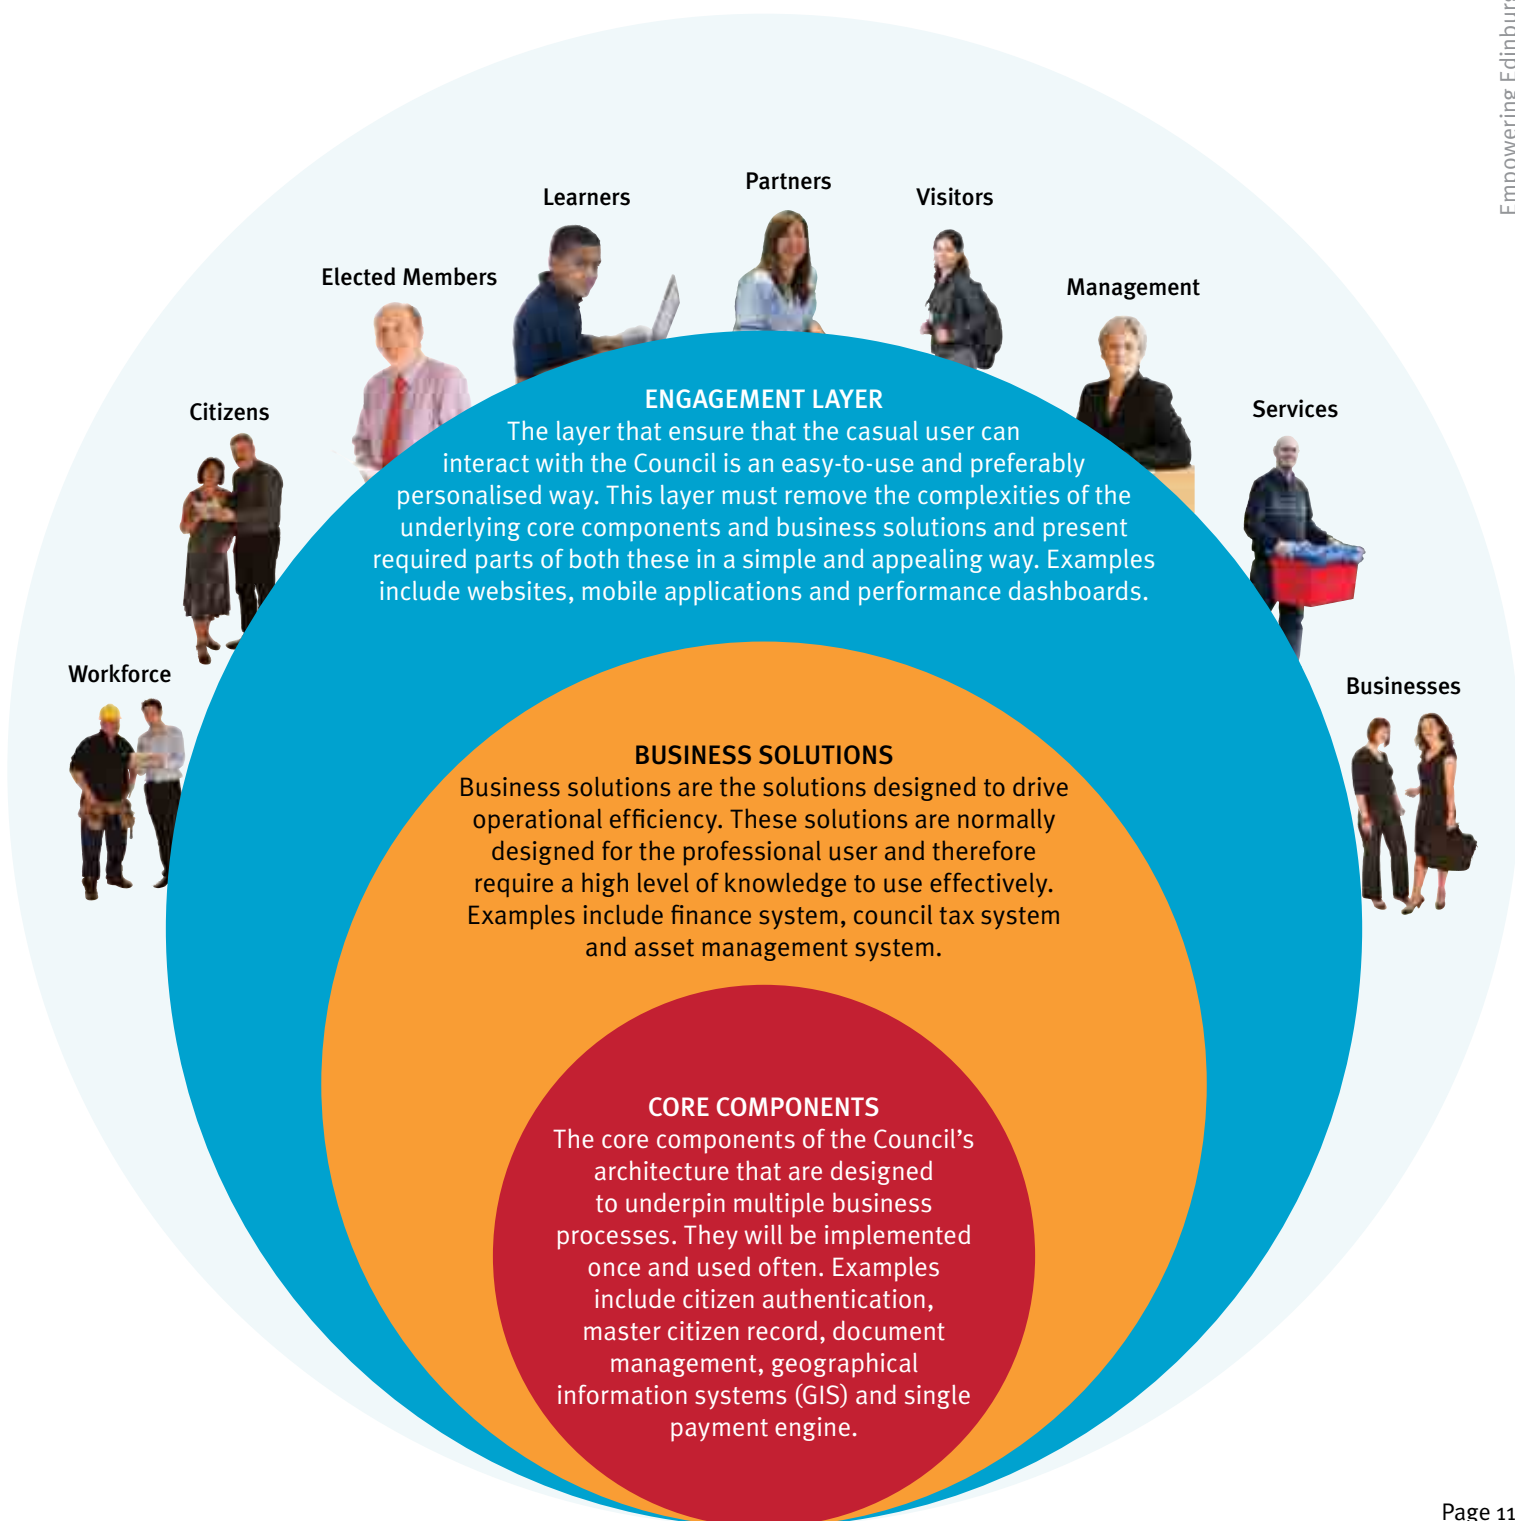 Empowering
Partners
Learners
Visitors
Elected Members
Management
Citizens
Services
Workforce
Businesses
ENGAGEMENT LAYER
The layer that ensure that the casual user can
interact with the Council is an easy-to-use and preferably
personalised way. This layer must remove the complexities of the
underlying core components and business solutions and present
required parts of both these in a simple and appealing way. Examples
include websites, mobile applications and performance dashboards.
BUSINESS SOLUTIONS
Business solutions are the solutions designed to drive
operational efficiency. These solutions are normally
designed for the professional user and therefore
require a high level of knowledge to use effectively.
Examples include finance system, council tax system
and asset management system.
CORE COMPONENTS
The core components of the Council’s
architecture that are designed
to underpin multiple business
processes. They will be implemented
once and used often. Examples
include citizen authentication,
master citizen record, document
management, geographical
information systems (GIS) and single
payment engine.
Page 11